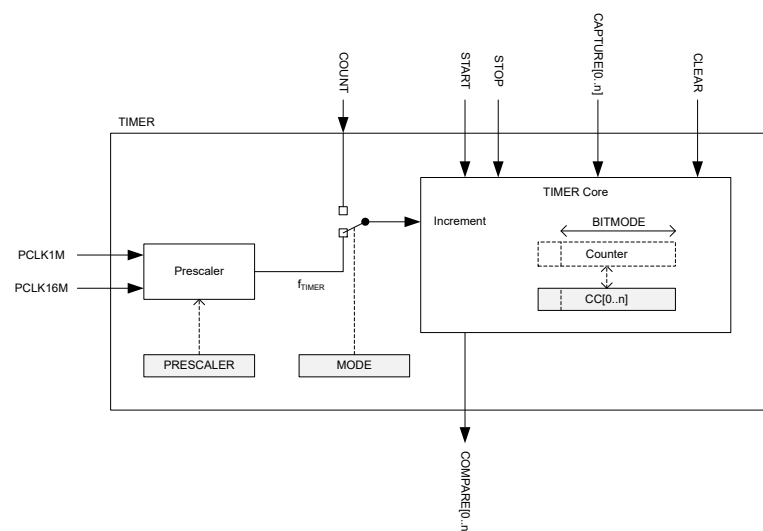 COUNT
START
STOP
CAPTURE[0..n]
CLEAR
TIMER
TIMER Core
Increment
BITMODE
Counter
CC[0..n]
PCLK1M
PCLK16M
Prescaler
fTIMER
PRESCALER
MODE
COMPARE[0..n